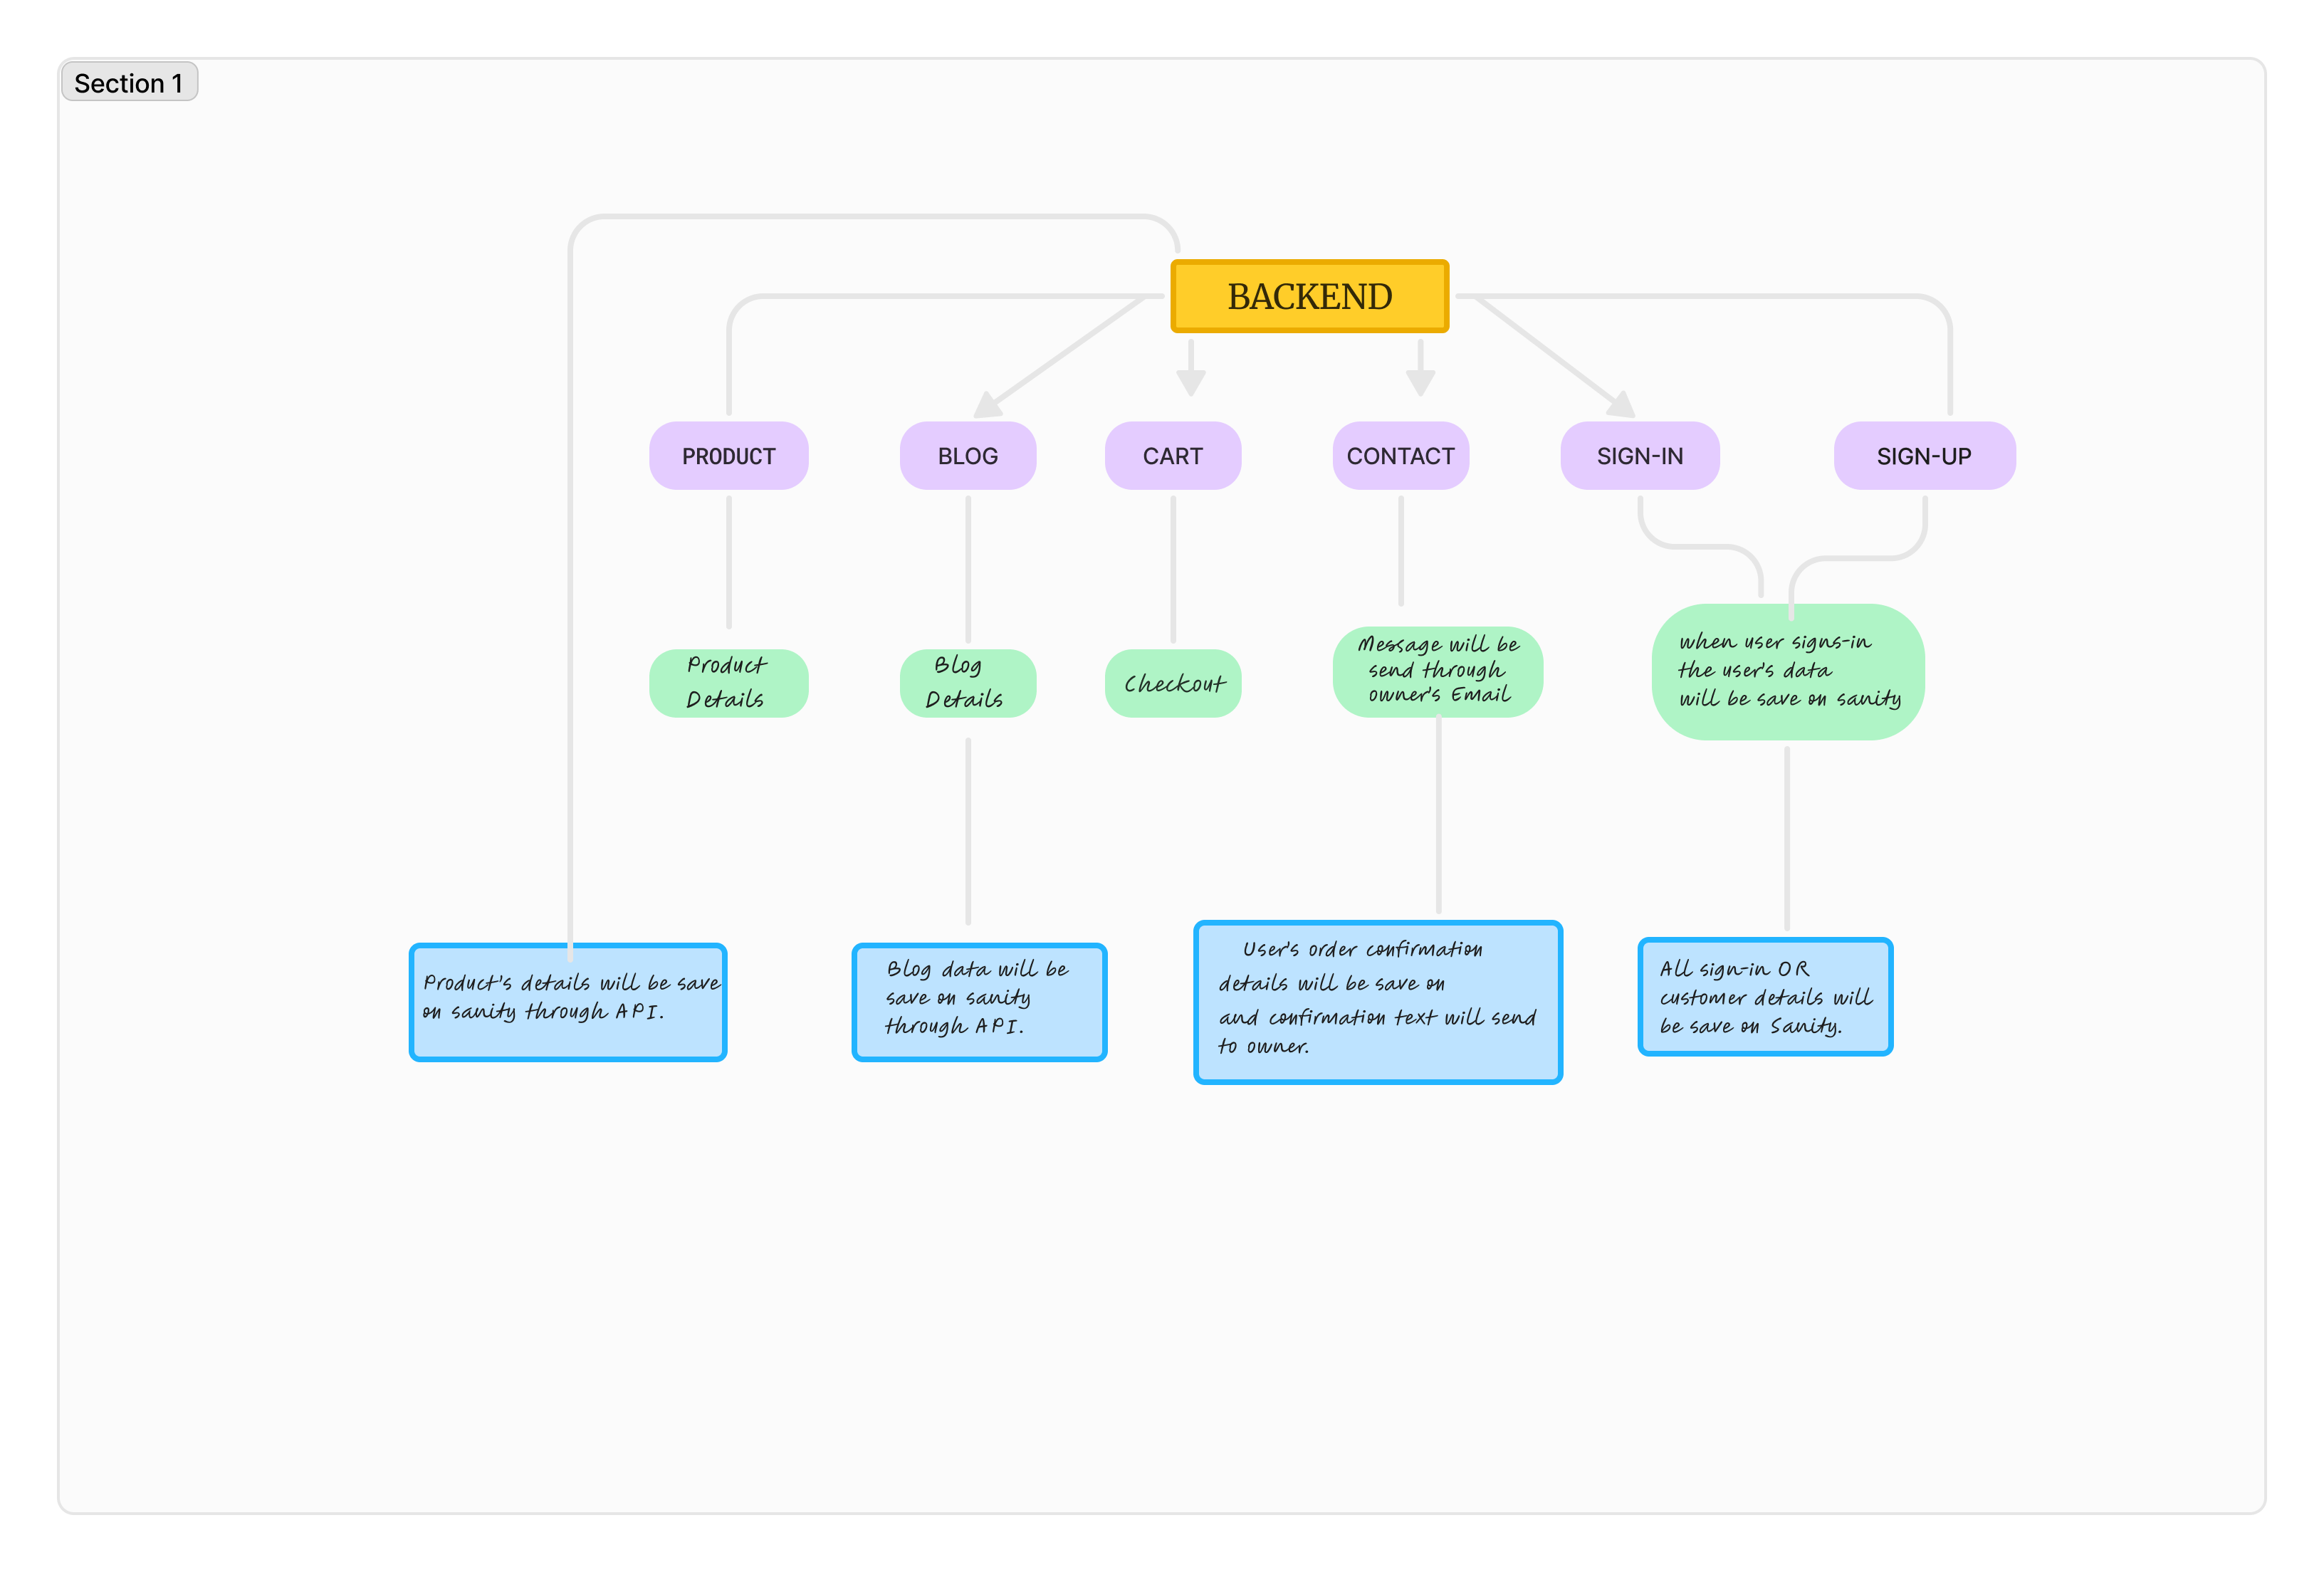 Section 1
BACKEND
PRODUCT
BLOG
CART
CONTACT
SIGN-IN
SIGN-UP
Product
Details
Blog
Details
Checkout
Message will be
send through
owner's Email
when user signs-in
the user's data
will be save on sanity
Product's details will be save
on sanity through API.
Blog data will be
save on sanity
through API.
User's order confirmation
details will be save on
and confirmation text will send
to owner.
All sign-in OR
customer details will
be save on Sanity.